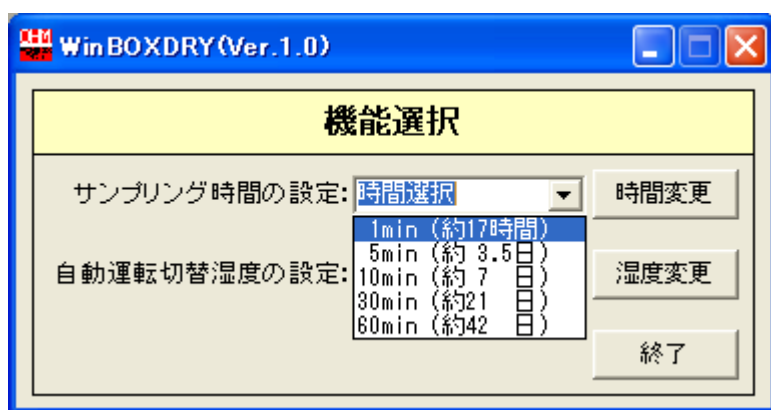 WinBOXDRY(Ver.1.0)
機能選択
サンプリング時間の設定: 時間選択 時間変更
1min (約17時間)
5min (約 3.5日)
自動運転切替湿度の設定: 10min (約 7 日) 湿度変更
30min (約21 日)
60min (約42 日)
終了